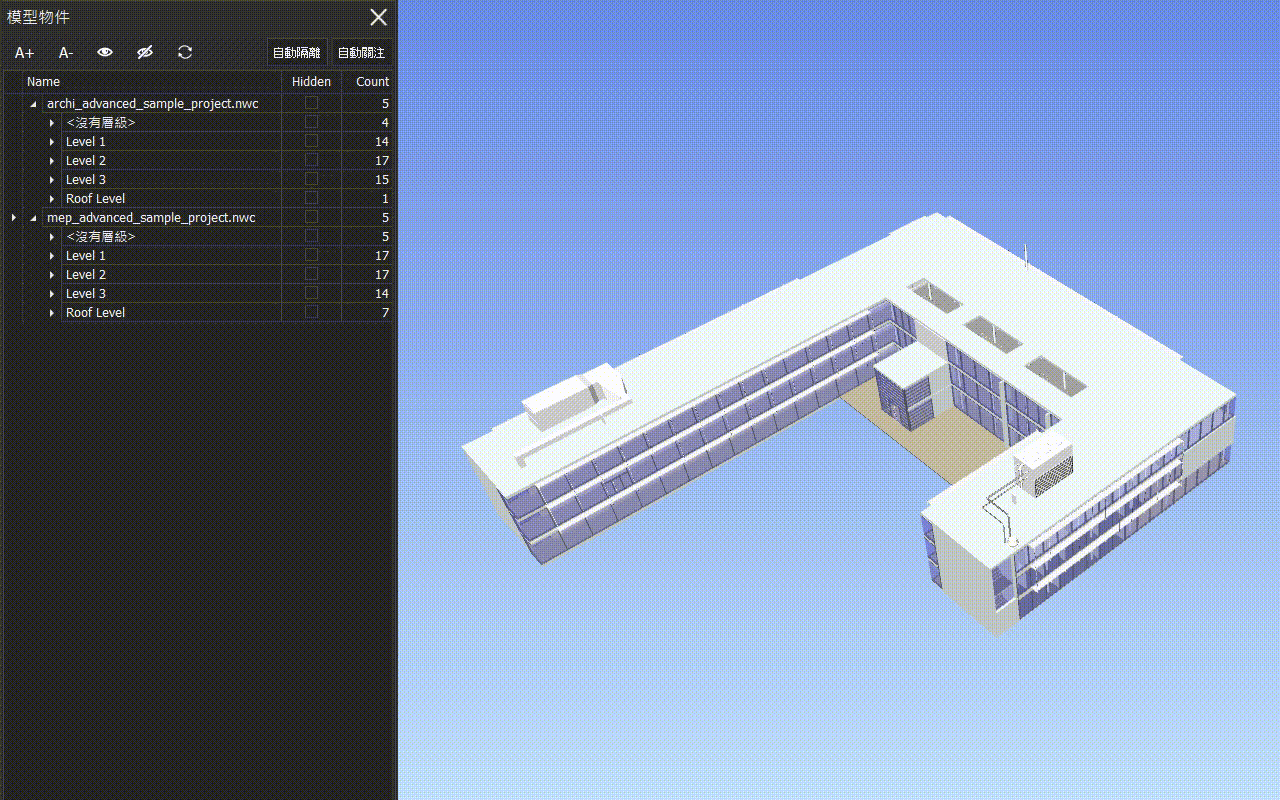 模型物件
A+ A- 自動隔離 自動關注
Name Hidden Count
archi_advanced_sample_project.nwc 5
<沒有層級> 4
Level 1 14
Level 2 17
Level 3 15
Roof Level 1
mep_advanced_sample_project.nwc 5
<沒有層級> 5
Level 1 17
Level 2 17
Level 3 14
Roof Level 7